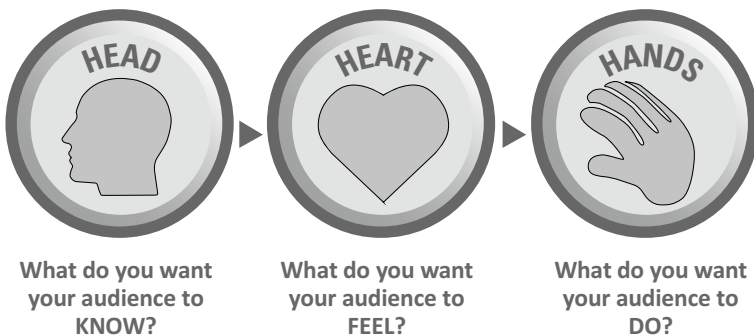 HEAD
What do you want
your audience to
KNOW?
HEART
What do you want
your audience to
FEEL?
HANDS
What do you want
your audience to
DO?